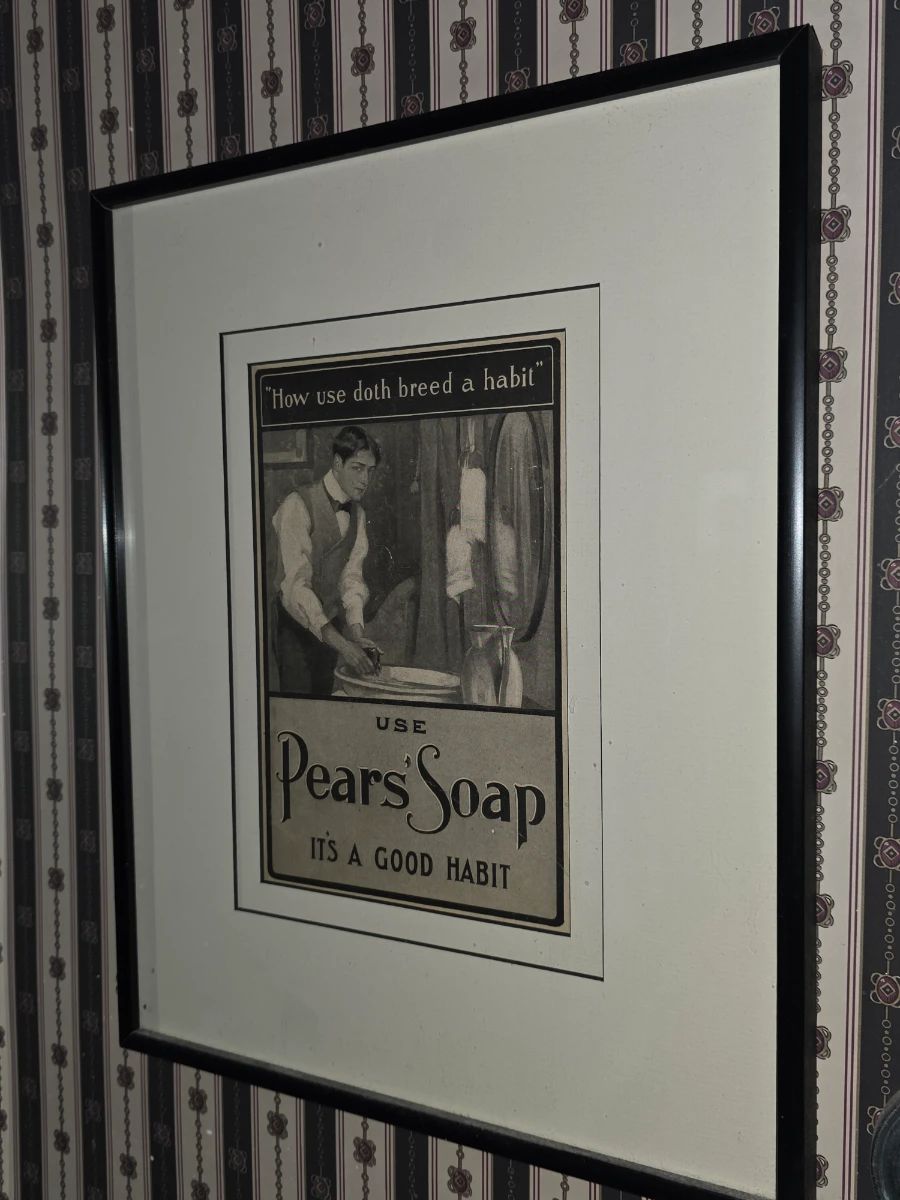 "How use doth breed a habit"
USE
Pears' Soap
IT'S A GOOD HABIT